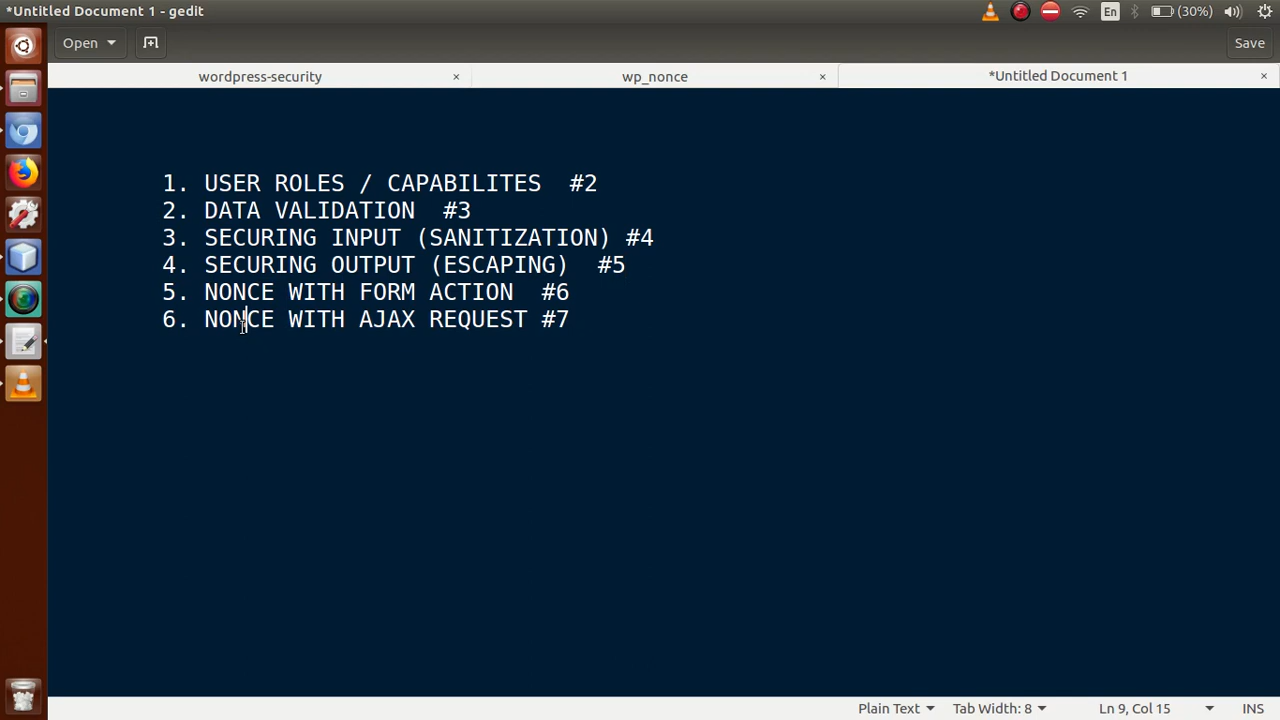 *Untitled Document 1 - gedit
En
(30%)
Open
Save
wordpress-security ×
wp_nonce ×
*Untitled Document 1 ×
1. USER ROLES / CAPABILITES #2
2. DATA VALIDATION #3
3. SECURING INPUT (SANITIZATION) #4
4. SECURING OUTPUT (ESCAPING) #5
5. NONCE WITH FORM ACTION #6
6. NONCE WITH AJAX REQUEST #7
Plain Text
Tab Width: 8
Ln 9, Col 15
INS